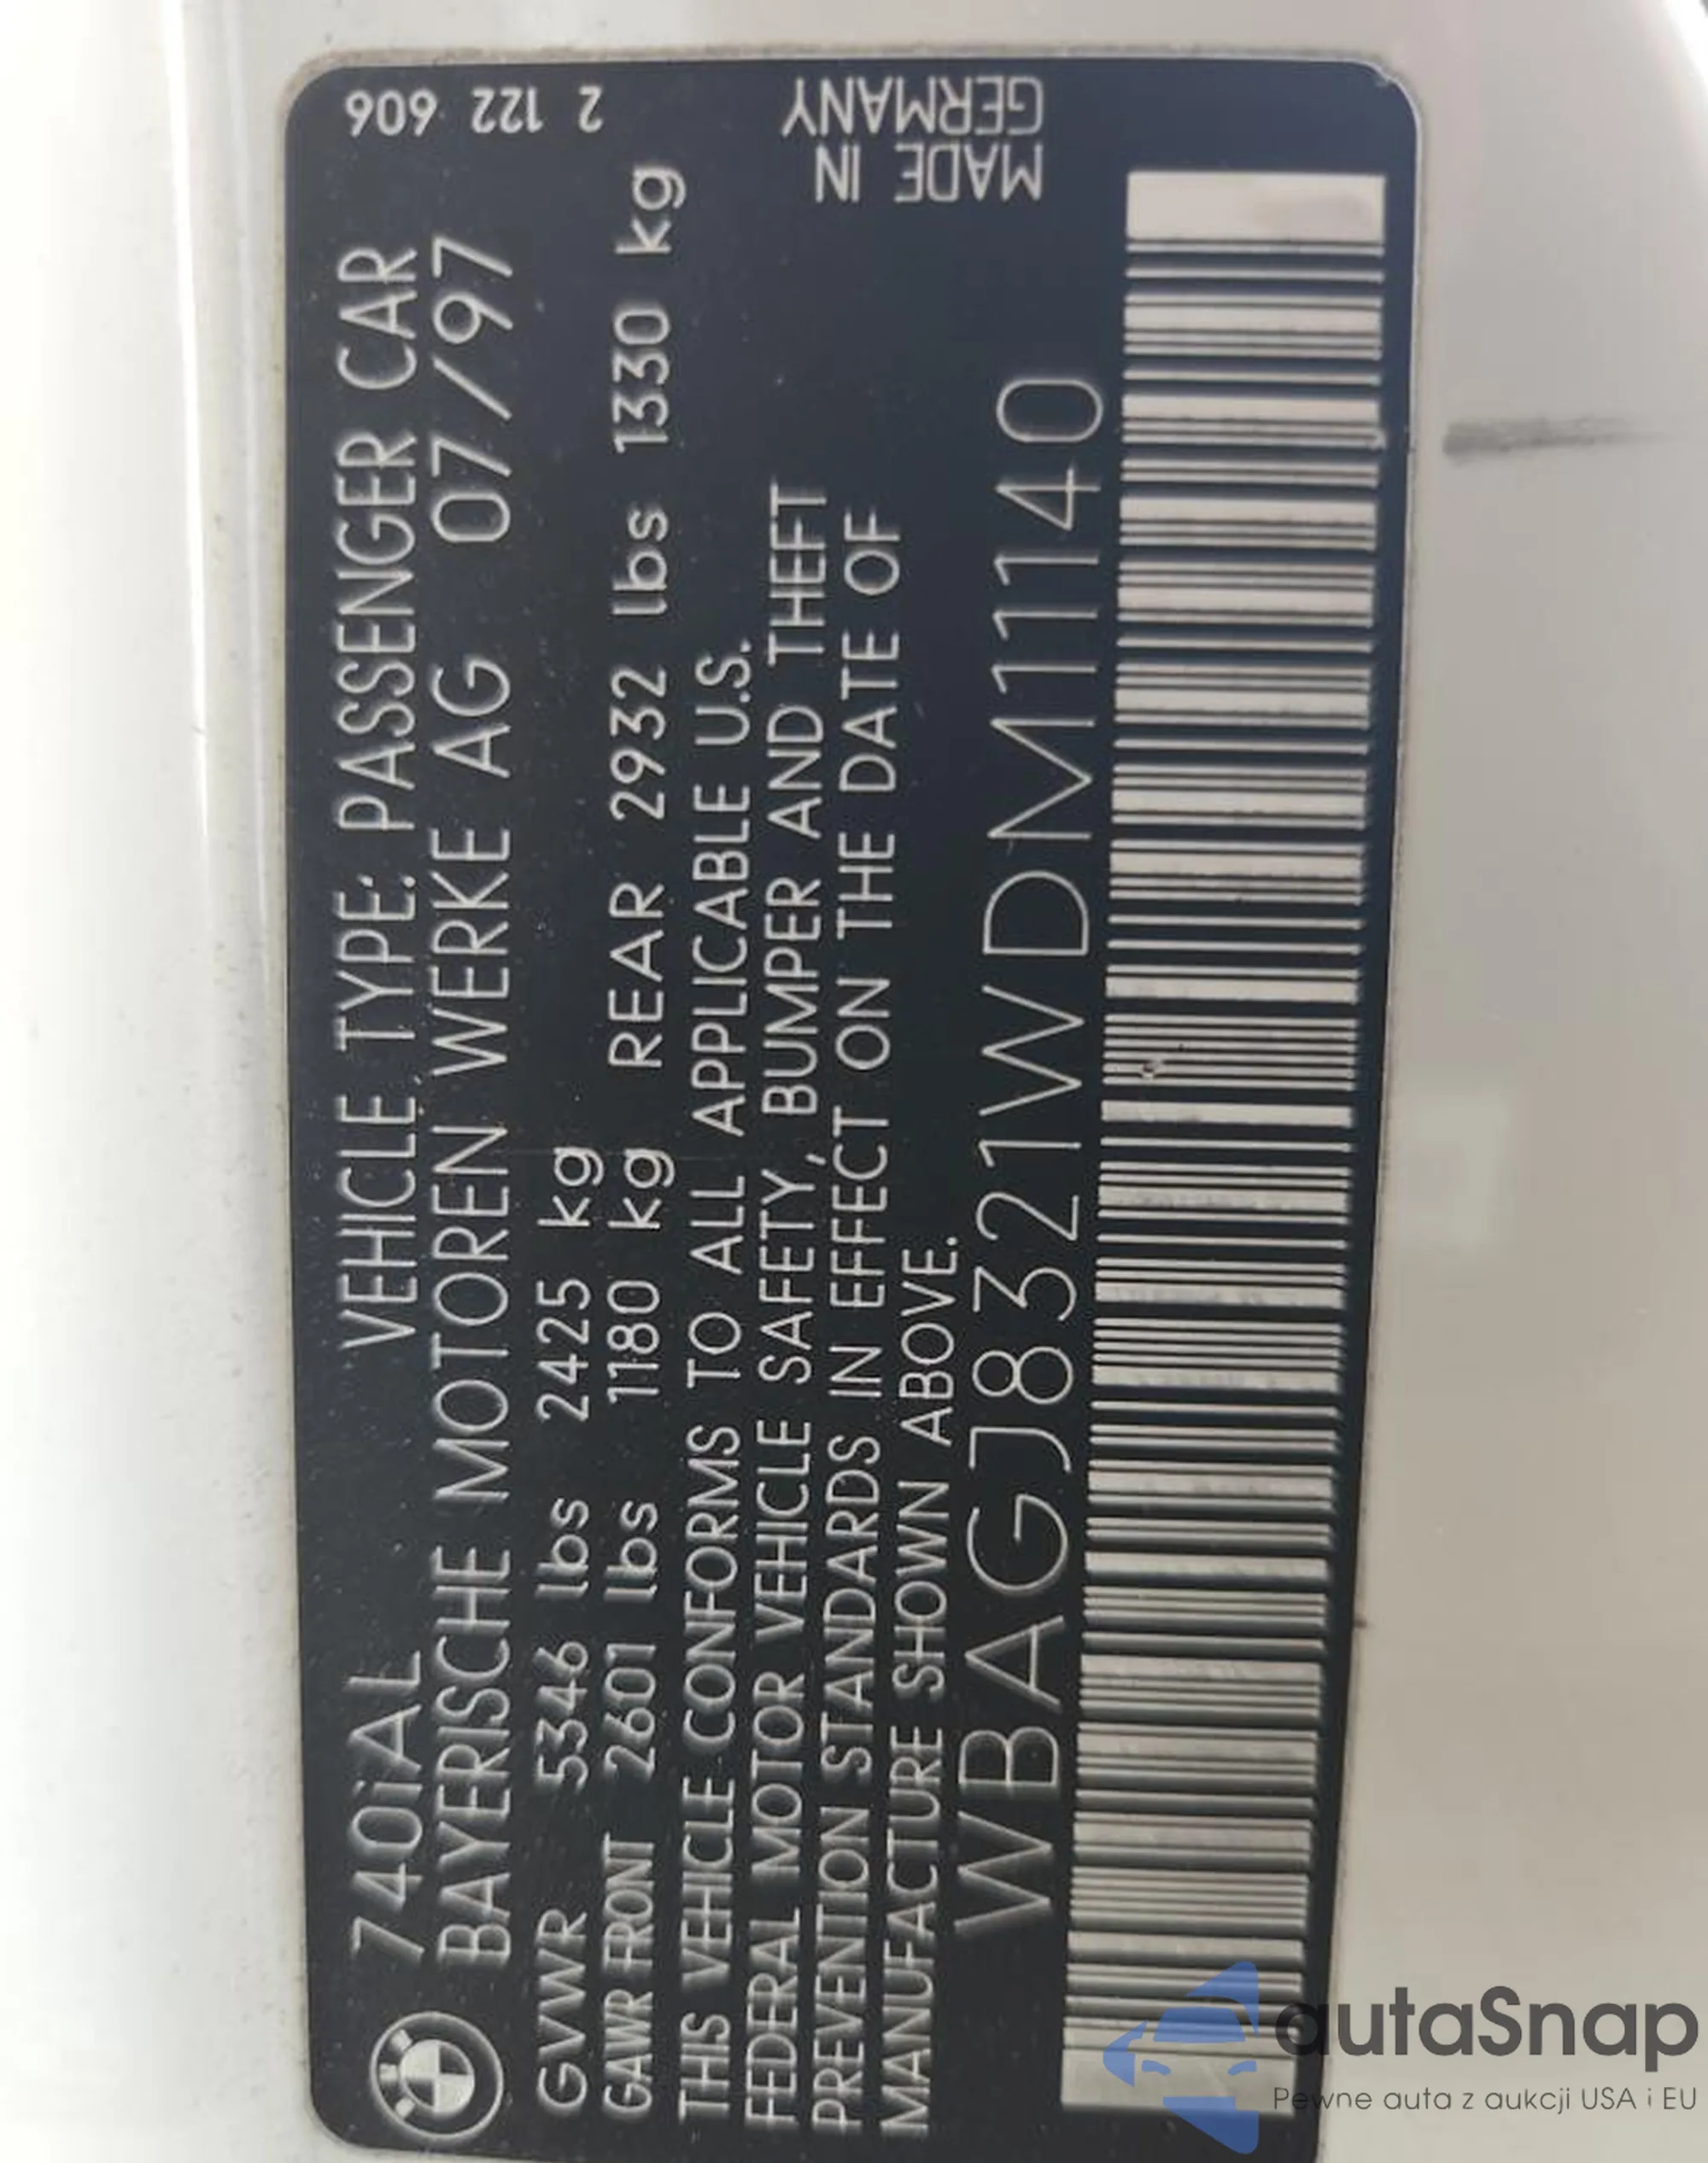 740iAL VEHICLE TYPE: PASSENGER CAR
BAYERISCHE MOTOREN WERKE AG 07/97
GVWR 5346 lbs 2425 kg
GAWR FRONT 2601 lbs 1180 kg REAR 2932 lbs 1330 kg
THIS VEHICLE CONFORMS TO ALL APPLICABLE U.S.
FEDERAL MOTOR VEHICLE SAFETY, BUMPER AND THEFT
PREVENTION STANDARDS IN EFFECT ON THE DATE OF
MANUFACTURE SHOWN ABOVE.
WBAGJ8321WDM11140
MADE IN
GERMANY
2 122 606
autaSnap
Pewne auta z aukcji USA i EU